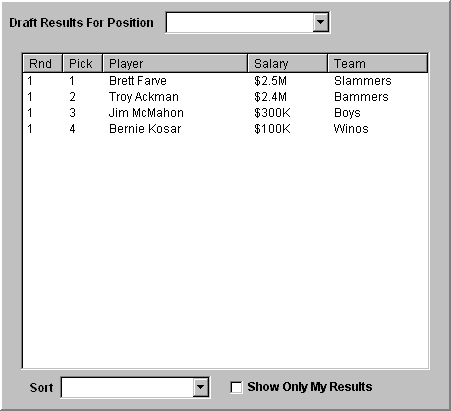 Draft Results For Position
Rnd Pick Player Salary Team
1 1 Brett Farve $2.5M Slammers
1 2 Troy Ackman $2.4M Bammers
1 3 Jim McMahon $300K Boys
1 4 Bernie Kosar $100K Winos
Sort Show Only My Results